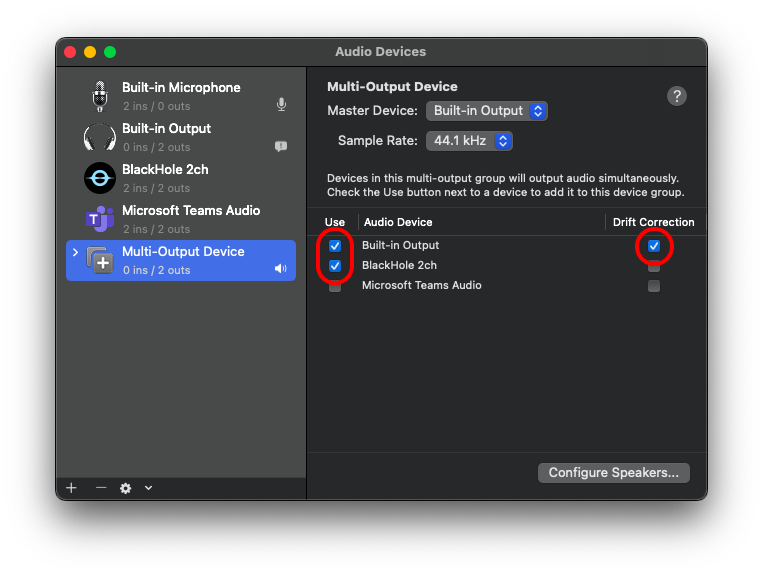 Audio Devices
Built-in Microphone
2 ins / 0 outs
Built-in Output
0 ins / 2 outs
BlackHole 2ch
2 ins / 2 outs
Microsoft Teams Audio
2 ins / 2 outs
Multi-Output Device
0 ins / 2 outs
Multi-Output Device
?
Master Device: Built-in Output
Sample Rate: 44.1 kHz
Devices in this multi-output group will output audio simultaneously.
Check the Use button next to a device to add it to this device group.
Use Audio Device Drift Correction
Built-in Output
BlackHole 2ch
Microsoft Teams Audio
Configure Speakers...